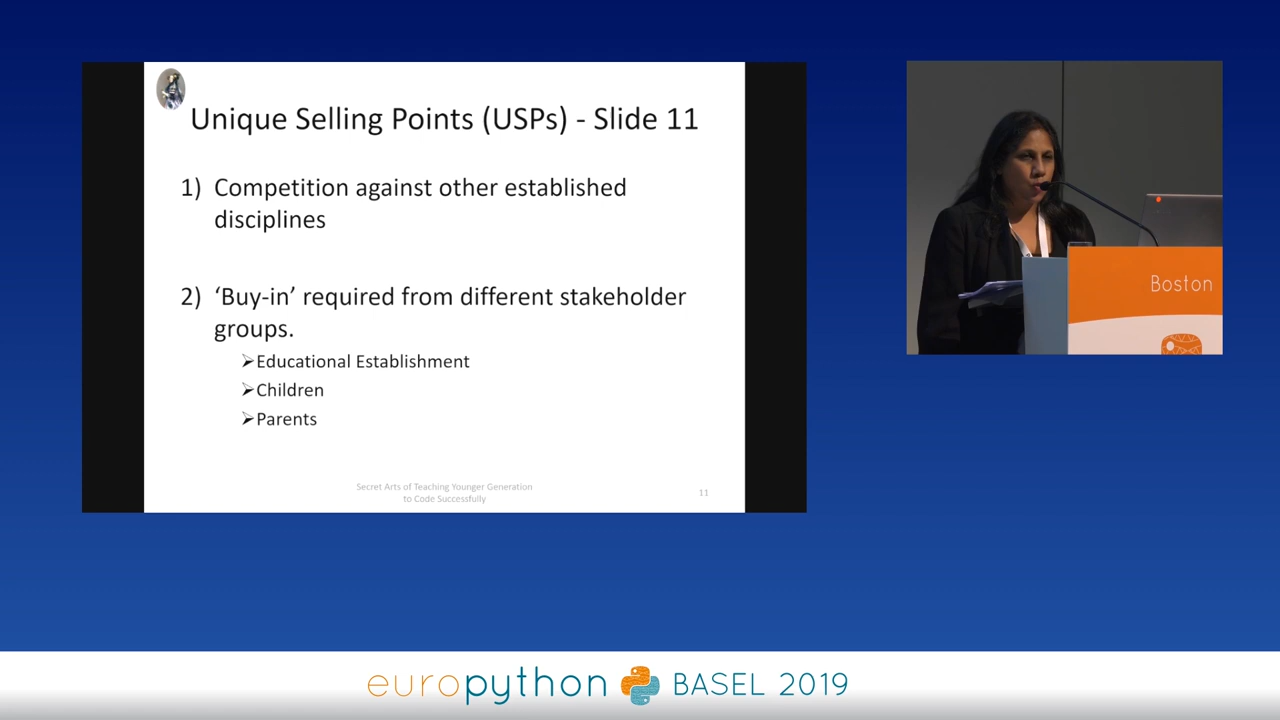 Unique Selling Points (USPs) - Slide 11
1) Competition against other established
disciplines
2) ‘Buy-in’ required from different stakeholder
groups.
➢Educational Establishment
➢Children
➢Parents
Secret Arts of Teaching Younger Generation
to Code Successfully
11
Boston
europython BASEL 2019